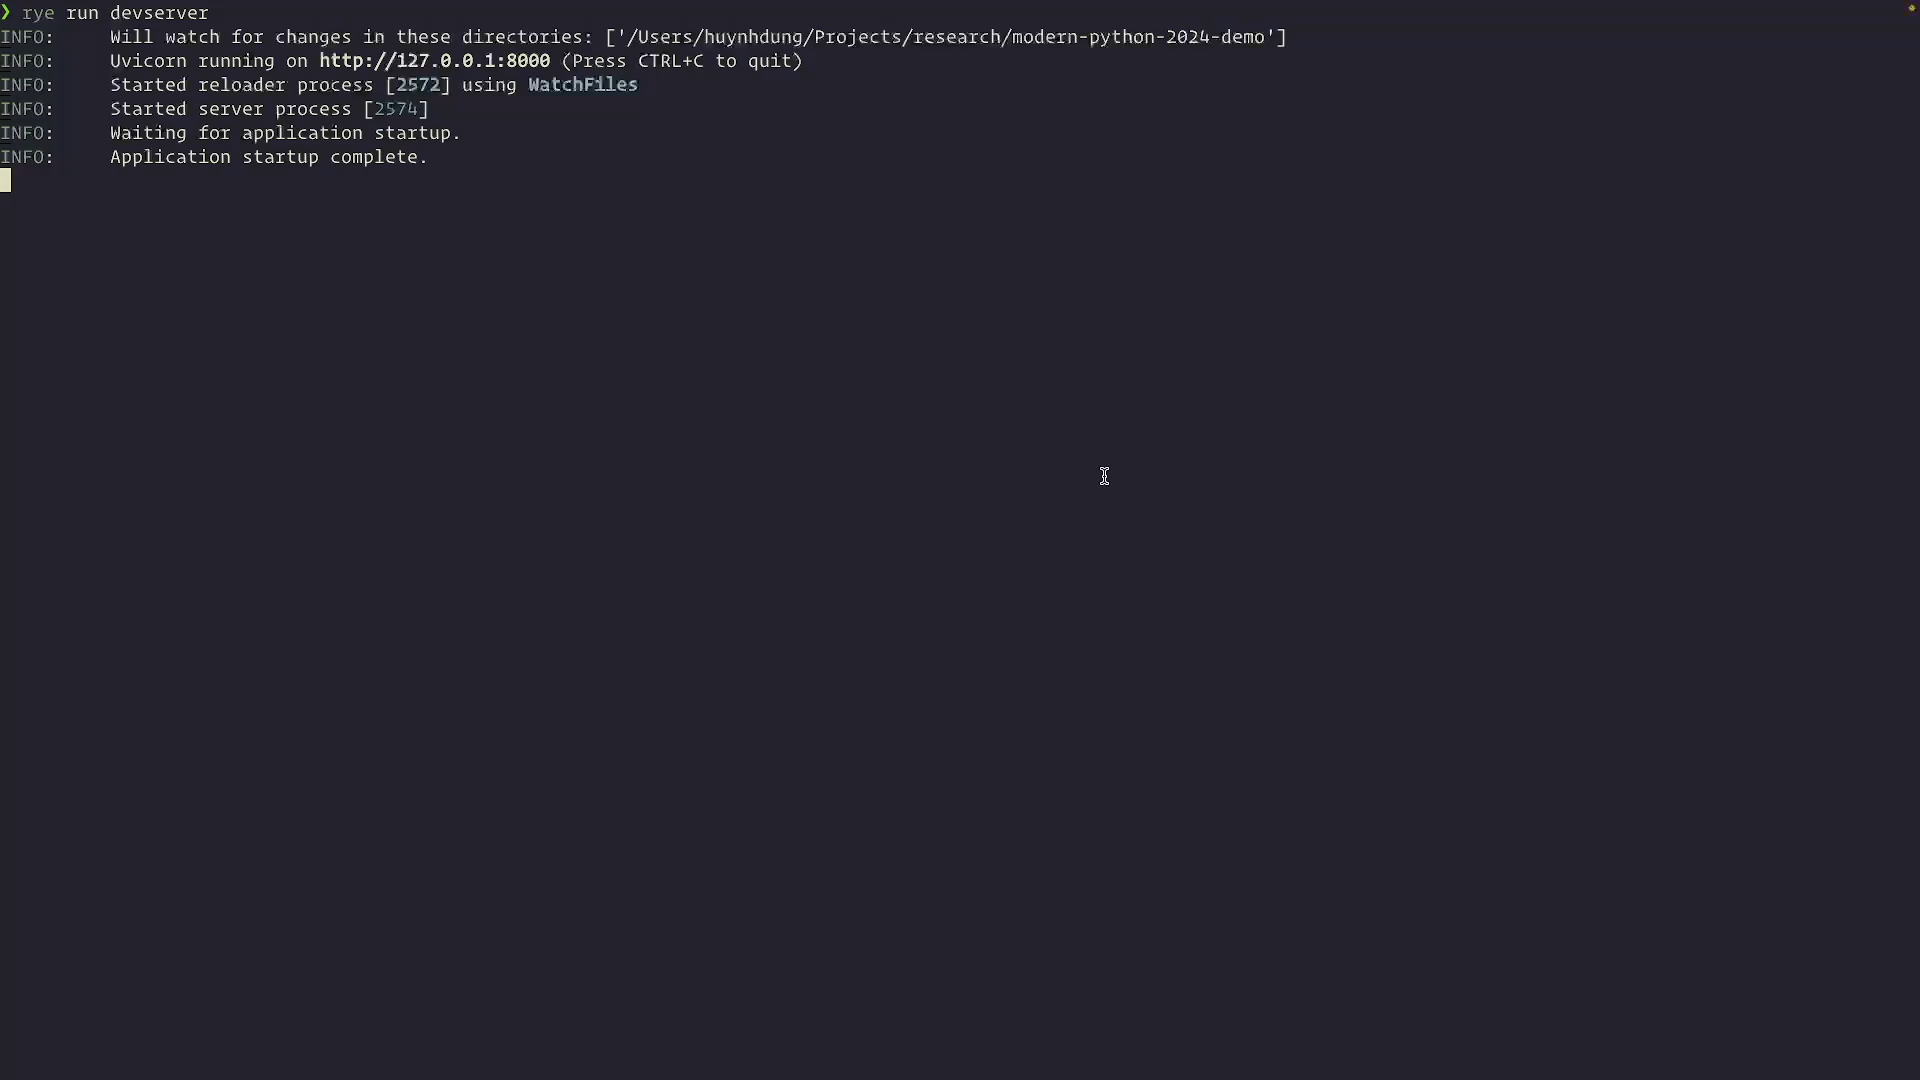 ❯ rye run devserver
INFO:     Will watch for changes in these directories: ['/Users/huynhdung/Projects/research/modern-python-2024-demo']
INFO:     Uvicorn running on http://127.0.0.1:8000 (Press CTRL+C to quit)
INFO:     Started reloader process [2572] using WatchFiles
INFO:     Started server process [2574]
INFO:     Waiting for application startup.
INFO:     Application startup complete.